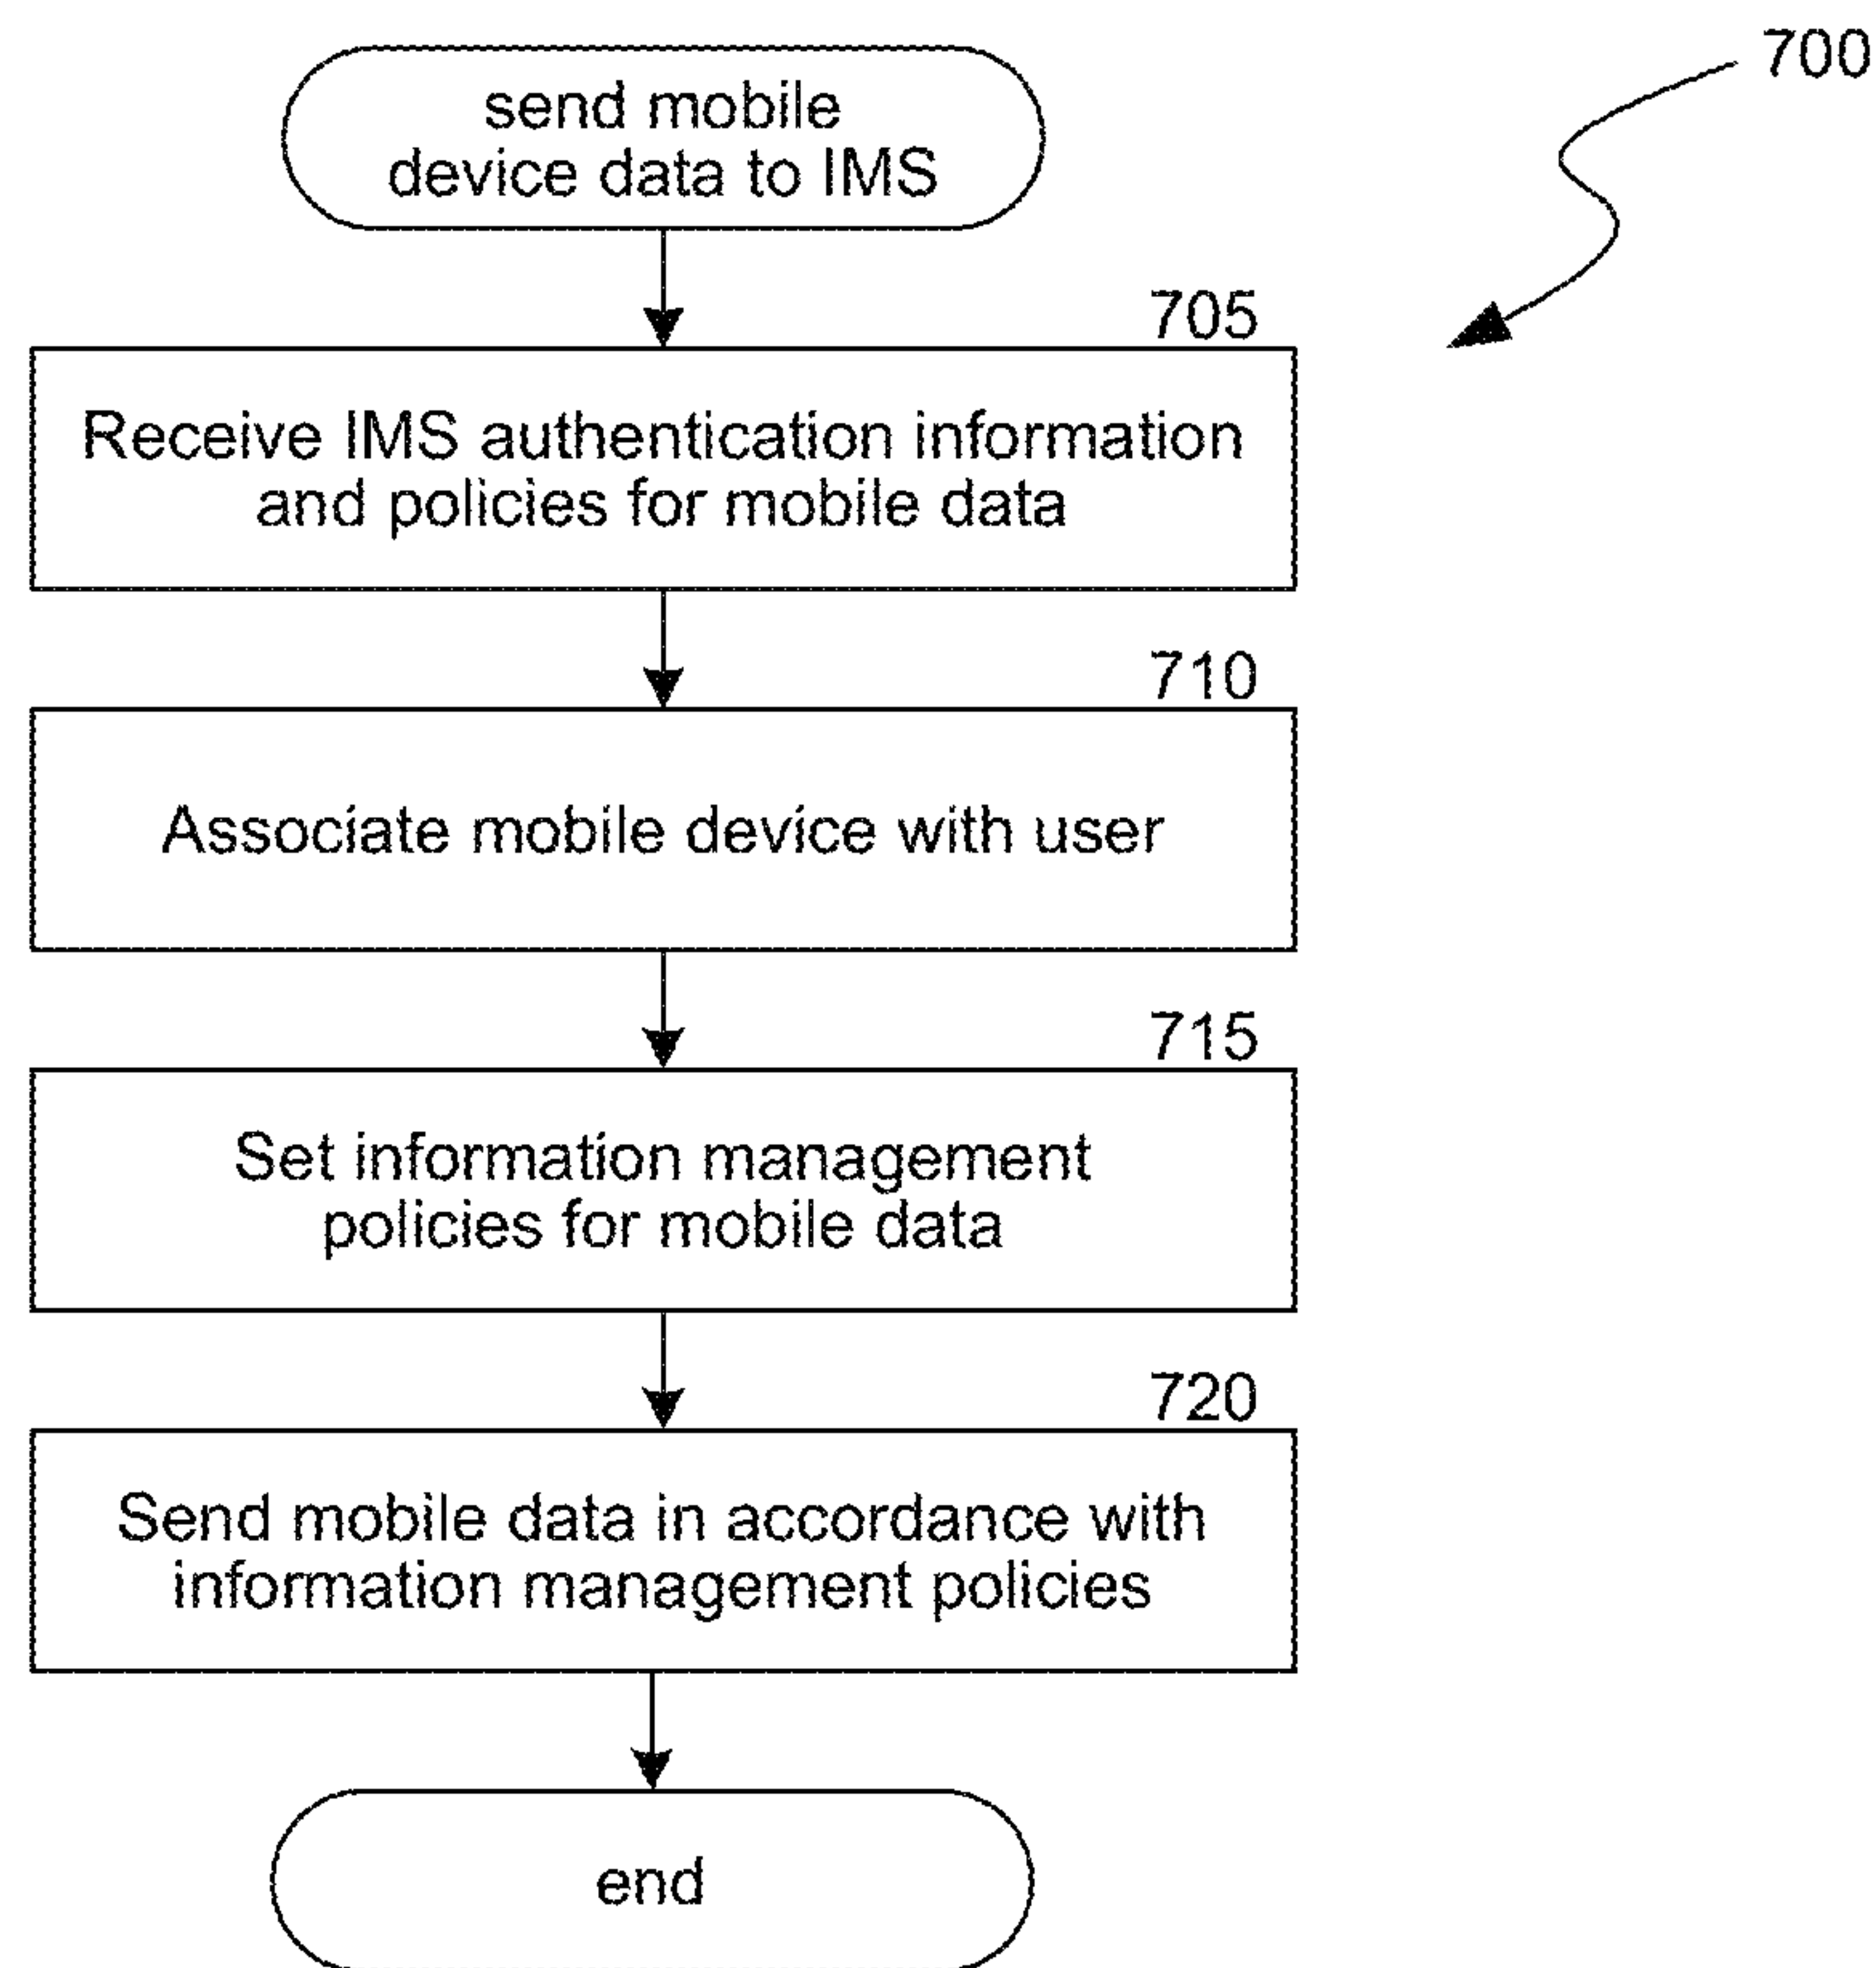 700
send mobile
device data to IMS
705
Receive IMS authentication information
and policies for mobile data
710
Associate mobile device with user
715
Set information management
policies for mobile data
720
Send mobile data in accordance with
information management policies
end